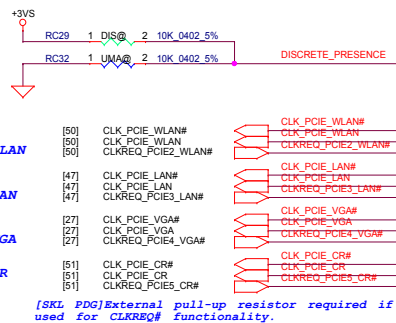 +3VS
RC29 1 DIS@ 2 10K_0402_5%
RC32 1 UMA@ 2 10K_0402_5%
DISCRETE_PRESENCE
[50] CLK_PCIE_WLAN# CLK_PCIE_WLAN#
[50] CLK_PCIE_WLAN CLK_PCIE_WLAN
LAN [50] CLKREQ_PCIE2_WLAN# CLKREQ_PCIE2_WLAN#
[47] CLK_PCIE_LAN# CLK_PCIE_LAN#
[47] CLK_PCIE_LAN CLK_PCIE_LAN
AN [47] CLKREQ_PCIE3_LAN# CLKREQ_PCIE3_LAN#
[27] CLK_PCIE_VGA# CLK_PCIE_VGA#
[27] CLK_PCIE_VGA CLK_PCIE_VGA
GA [27] CLKREQ_PCIE4_VGA# CLKREQ_PCIE4_VGA#
[51] CLK_PCIE_CR# CLK_PCIE_CR#
R [51] CLK_PCIE_CR CLK_PCIE_CR
[51] CLKREQ_PCIE5_CR# CLKREQ_PCIE5_CR#
[SKL PDG]External pull-up resistor required if
used for CLKREQ# functionality.